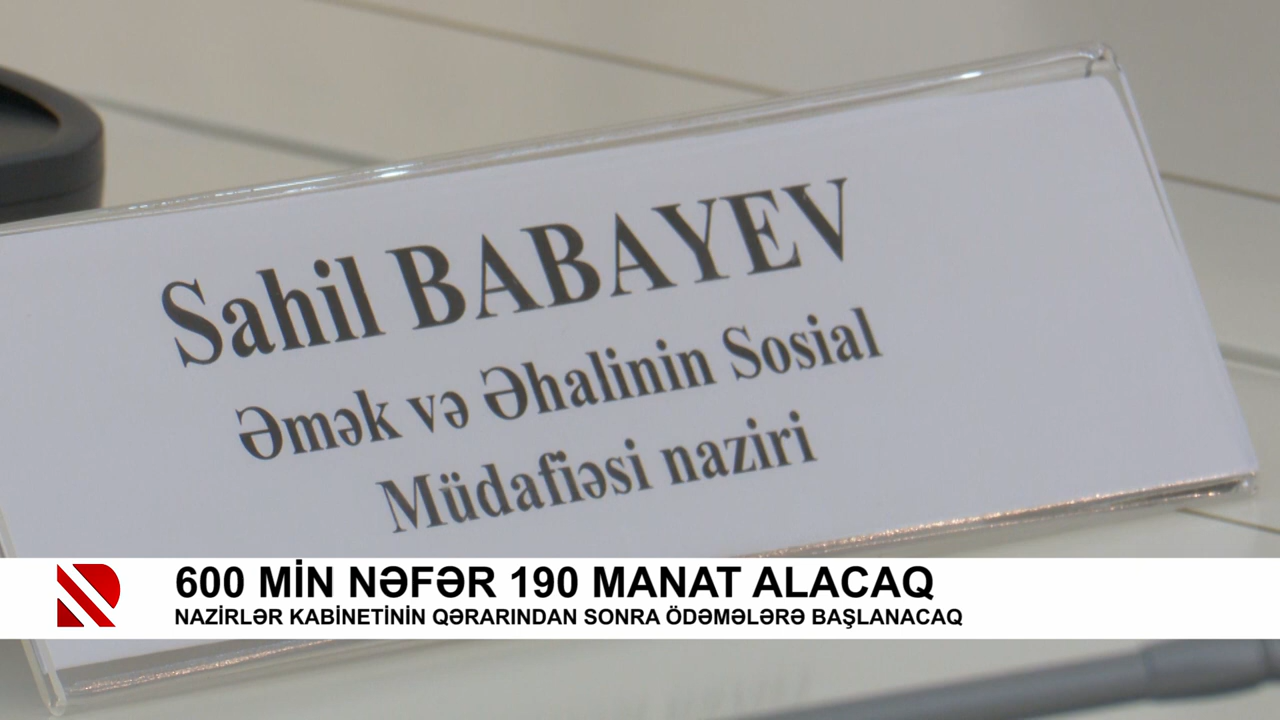 Sahil BABAYEV
Əmək və Əhalinin Sosial
Müdafiəsi naziri
600 MİN NƏFƏR 190 MANAT ALACAQ
NAZİRLƏR KABİNETİNİN QƏRARINDAN SONRA ÖDƏMƏLƏRƏ BAŞLANACAQ